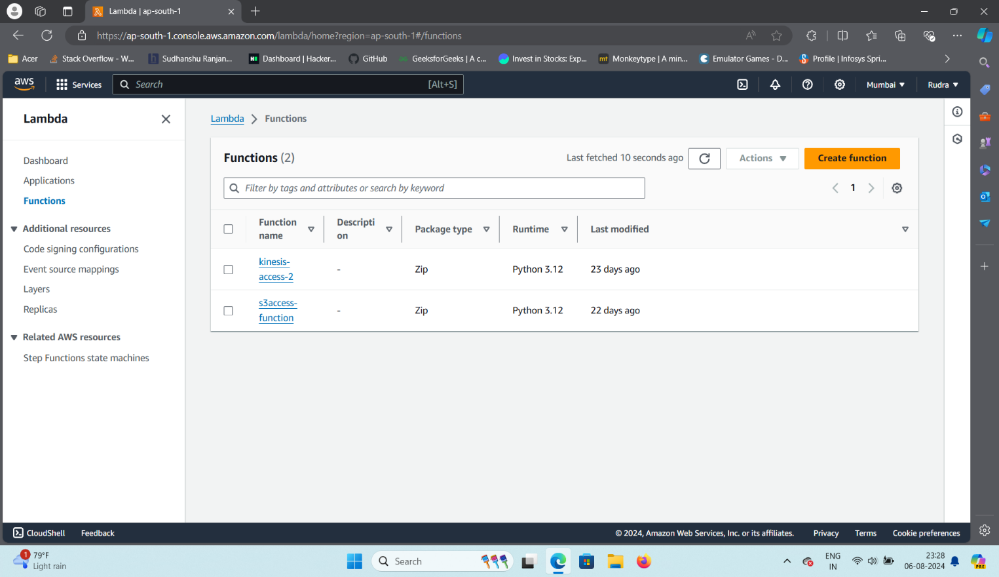 Lambda | ap-south-1
https://ap-south-1.console.aws.amazon.com/lambda/home?region=ap-south-1#/functions
Acer
Stack Overflow - W...
Sudhanshu Ranjan...
Dashboard | Hacker...
GitHub
GeeksforGeeks | A c...
Invest in Stocks: Exp...
Monkeytype | A min...
Emulator Games - D...
Profile | Infosys Spri...
aws
Services
Search
[Alt+S]
Mumbai
Rudra
Lambda
Dashboard
Applications
Functions
Additional resources
Code signing configurations
Event source mappings
Layers
Replicas
Related AWS resources
Step Functions state machines
Lambda
Functions
Functions (2)
Last fetched 10 seconds ago
Actions
Create function
Filter by tags and attributes or search by keyword
1
Function
name
Descripti
on
Package type
Runtime
Last modified
kinesis-
access-2
-
Zip
Python 3.12
23 days ago
s3access-
function
-
Zip
Python 3.12
22 days ago
CloudShell
Feedback
© 2024, Amazon Web Services, Inc. or its affiliates.
Privacy
Terms
Cookie preferences
1
79°F
Light rain
Search
ENG
IN
23:28
06-08-2024
PRE